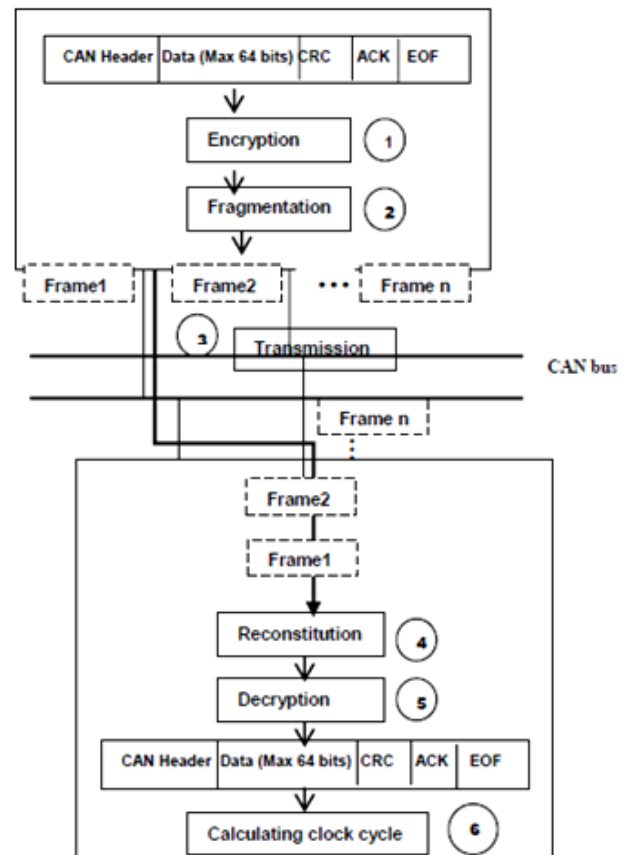 CAN Header Data (Max 64 bits) CRC ACK EOF
Encryption 1
Fragmentation 2
Frame1 Frame2 ••• Frame n
3 Transmission
CAN bus
Frame n
Frame2
Frame1
Reconstitution 4
Decryption 5
CAN Header Data (Max 64 bits) CRC ACK EOF
Calculating clock cycle 6